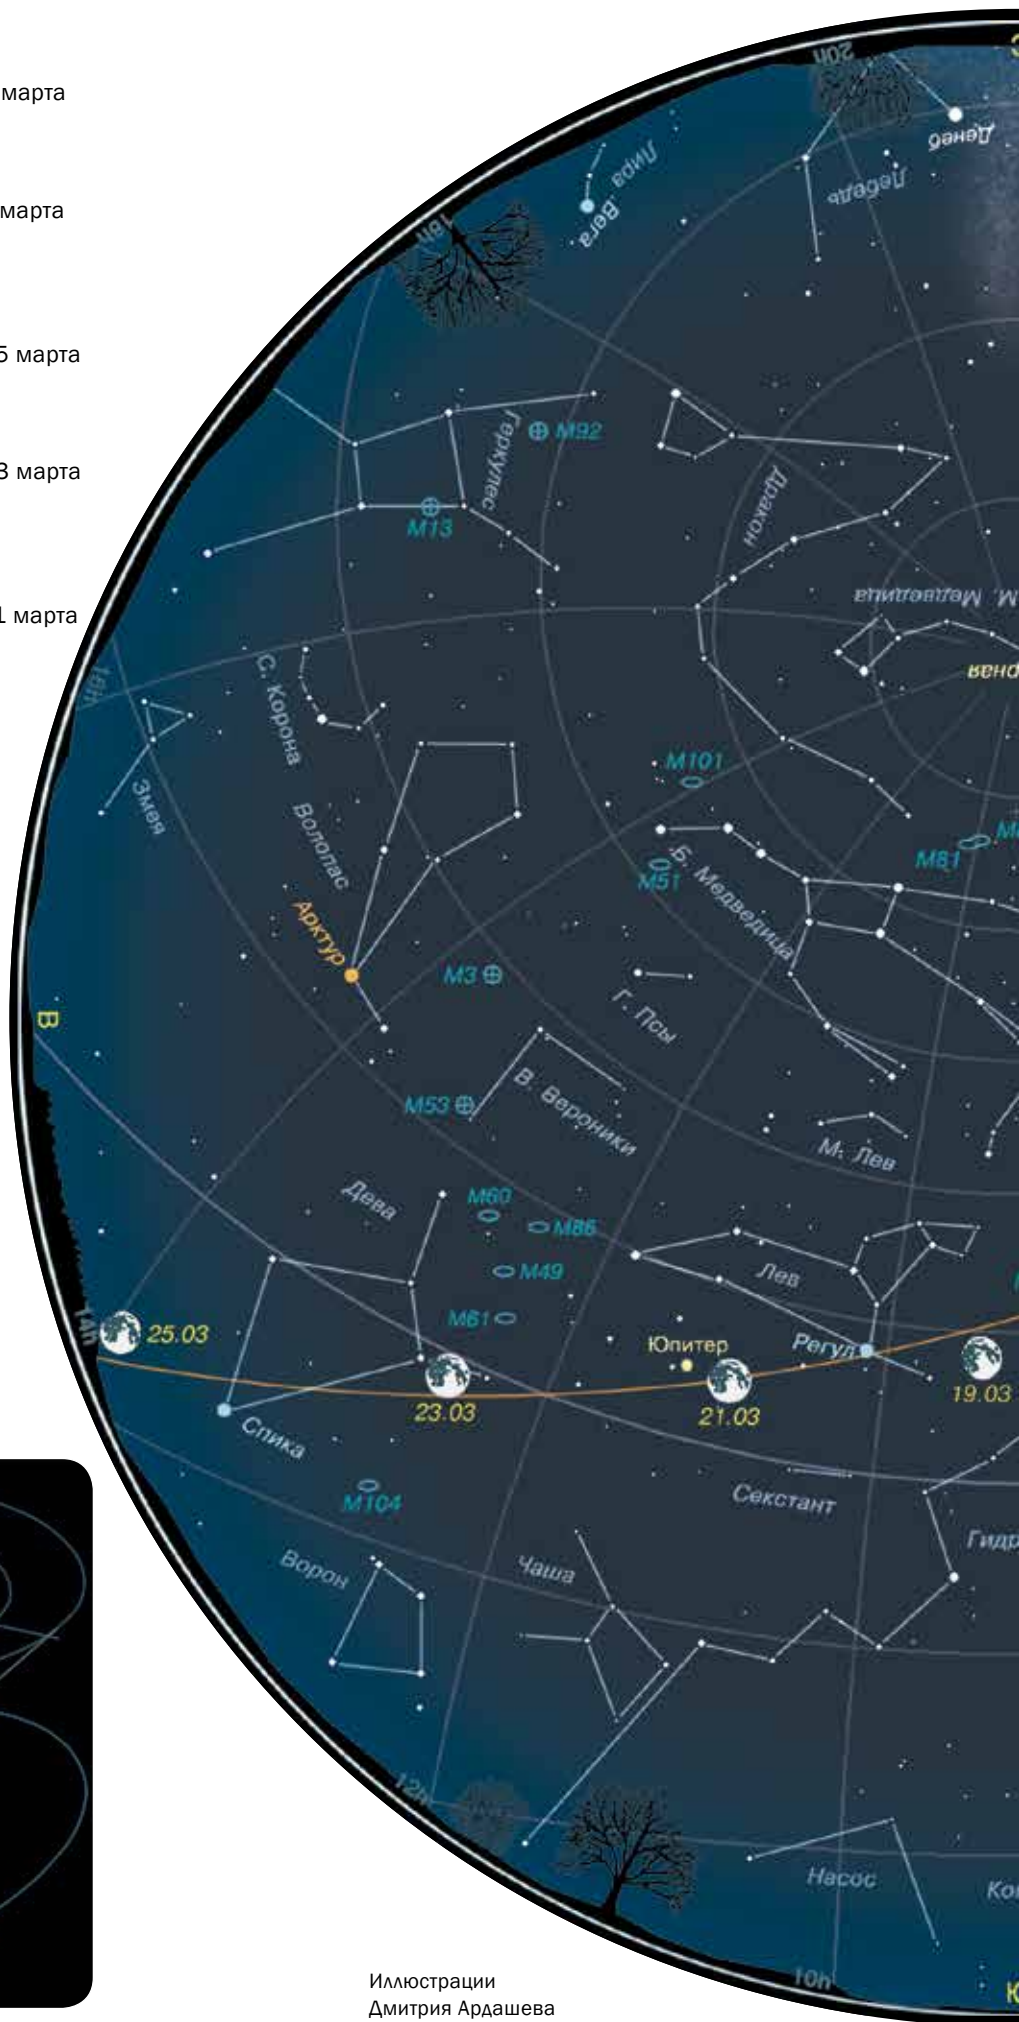 марта
марта
5 марта
3 марта
1 марта
20h
Денеб
Лебедь
Лира
Вега
18h
Геркулес
M92
M13
Дракон
М. Медведица
16h
С. Корона
Змея
Волопас
Арктур
M101
M51
Б. Медведица
M81
M3
Г. Псы
В
В. Вероники
M53
М. Лев
Дева
M60
M86
M49
M61
Лев
Юпитер
Регул
14h
25.03
23.03
21.03
19.03
Спика
M104
Секстант
Ворон
Чаша
Гидр
12h
Насос
10h
Иллюстрации
Дмитрия Ардашева